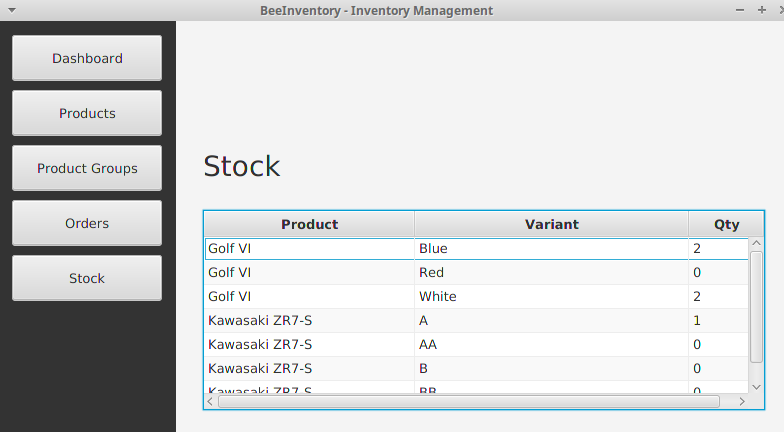 BeeInventory - Inventory Management
Dashboard
Products
Product Groups
Orders
Stock
Stock
Product Variant Qty
Golf VI Blue 2
Golf VI Red 0
Golf VI White 2
Kawasaki ZR7-S A 1
Kawasaki ZR7-S AA 0
Kawasaki ZR7-S B 0
Kawasaki ZR7-S BB 0